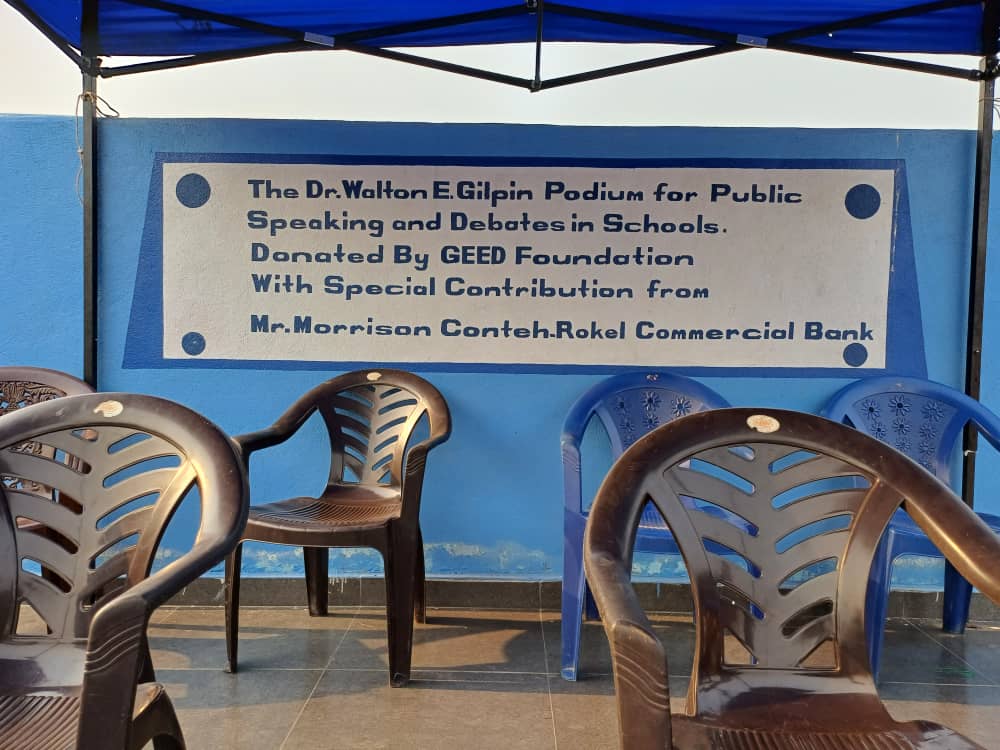 The Dr.Walton E.Gilpin Podium for Public
Speaking and Debates in Schools.
Donated By GEED Foundation
With Special Contribution from
Mr.Morrison Conteh-Rokel Commercial Bank